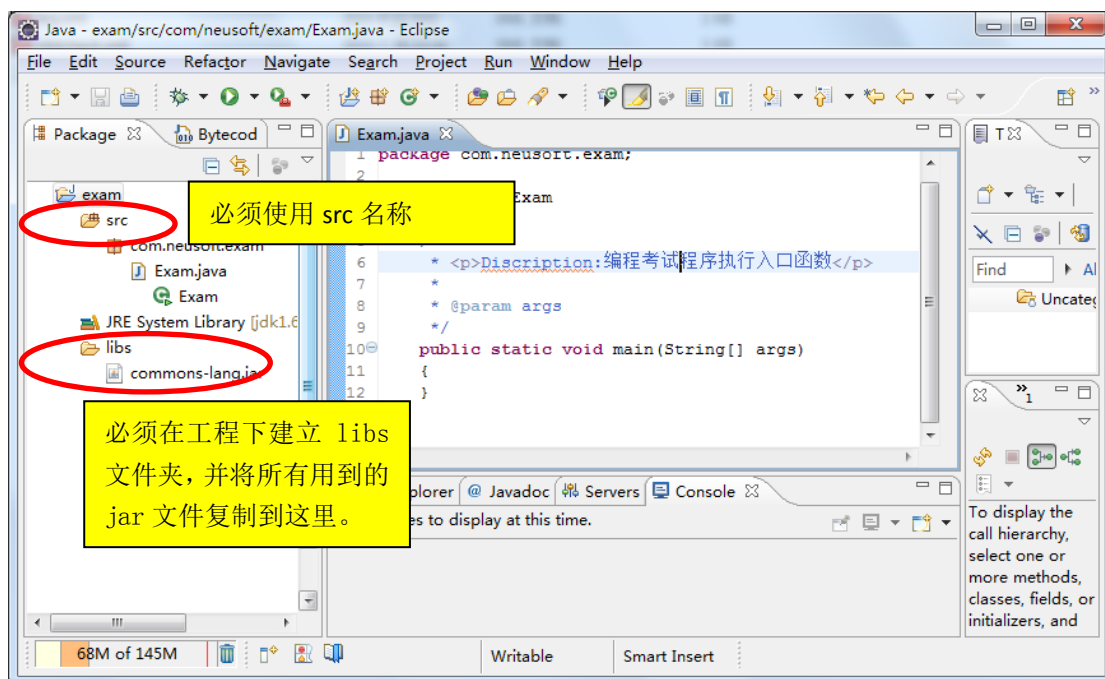 Java - exam/src/com/neusoft/exam/Exam.java - Eclipse
File Edit Source Refactor Navigate Search Project Run Window Help
Package
Bytecod
Exam.java
T
exam
src
com.neusoft.exam
Exam.java
Exam
JRE System Library [jdk1.6
libs
commons-lang.jar
必须使用 src 名称
必须在工程下建立 libs
文件夹，并将所有用到的
jar 文件复制到这里。
1 package com.neusoft.exam;
2
Exam
6 * <p>Discription:编程考试程序执行入口函数</p>
7 *
8 * @param args
9 */
10 public static void main(String[] args)
11 {
12 }
Find
Al
Uncateg
1
plorer @ Javadoc Servers Console
es to display at this time.
To display the
call hierarchy,
select one or
more methods,
classes, fields, or
initializers, and
68M of 145M
Writable
Smart Insert